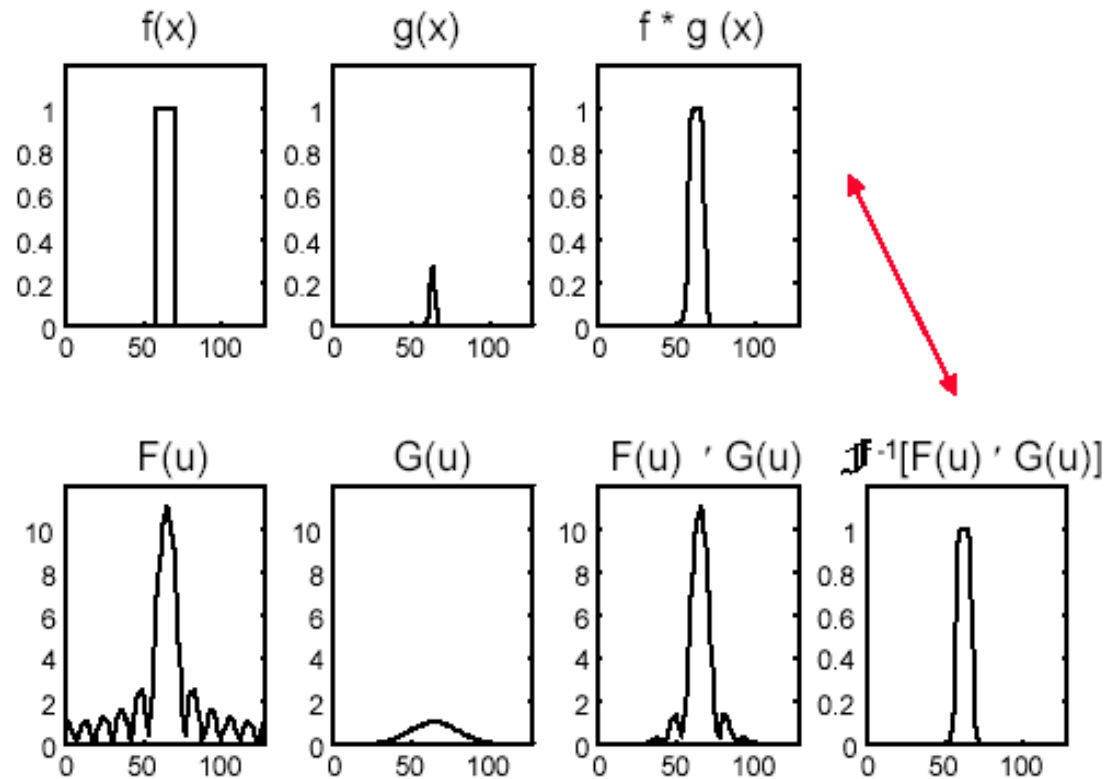 f(x) g(x) f * g (x)
1 1 1
0.8 0.8 0.8
0.6 0.6 0.6
0.4 0.4 0.4
0.2 0.2 0.2
0 0 0
0 50 100 0 50 100 0 50 100
F(u) G(u) F(u) ′ G(u) 𝕱-1[F(u) ′ G(u)]
10 10 10 1
8 8 8 0.8
6 6 6 0.6
4 4 4 0.4
2 2 2 0.2
0 0 0 0
0 50 100 0 50 100 0 50 100 0 50 100